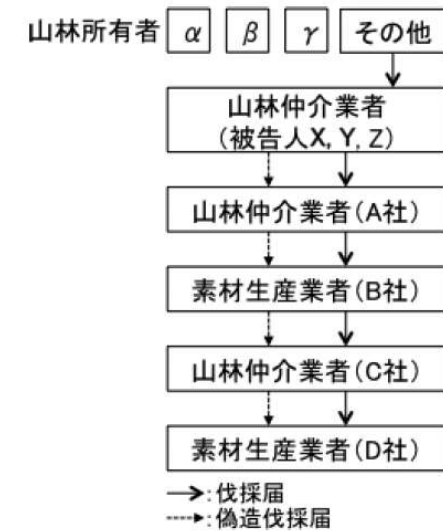 山林所有者 α β γ その他
山林仲介業者
(被告人X, Y, Z)
山林仲介業者(A社)
素材生産業者(B社)
山林仲介業者(C社)
素材生産業者(D社)
:伐採届
:偽造伐採届